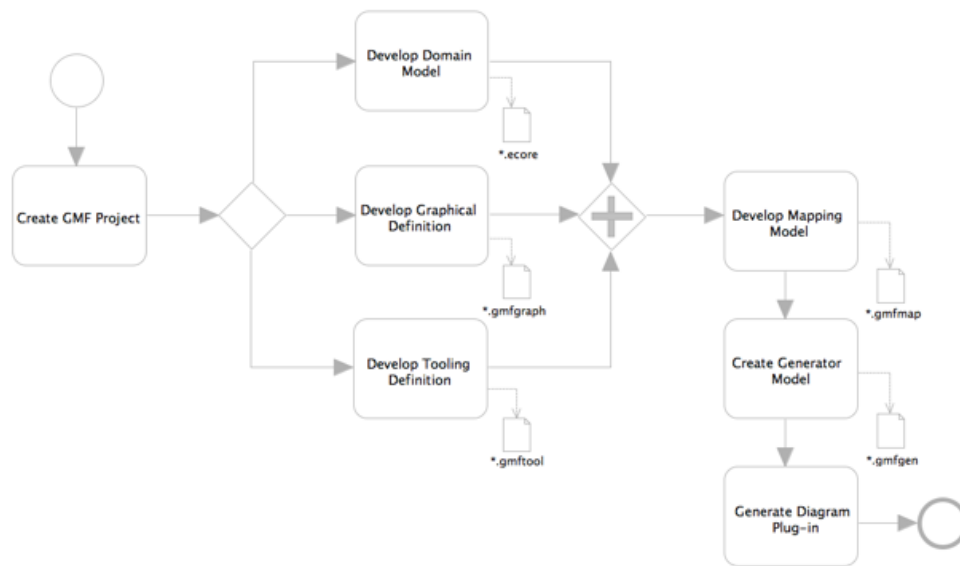 Develop Domain
Model
*.ecore
Create GMF Project
Develop Graphical
Definition
*.gmfgraph
Develop Mapping
Model
*.gmfmap
Develop Tooling
Definition
*.gmftool
Create Generator
Model
*.gmfgen
Generate Diagram
Plug-in